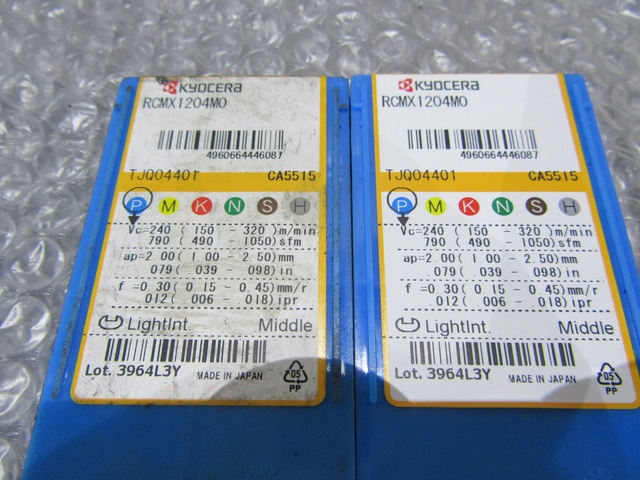 KYOCERA
RCMX1204M0
4960664446087
TJQ04401 CA5515
P M K N S H
Vc=240 ( 150 - 320 )m/min
790 ( 490 - 1050)sfm
ap=2.00( 1.00 - 2.50)mm
.079( .039 - .098)in
f =0.30( 0.15 - 0.45)mm/r
.012( .006 - .018)ipr
LightInt. Middle
Lot. 3964L3Y MADE IN JAPAN
05
PP
KYOCERA
RCMX1204M0
4960664446087
TJQ04401 CA5515
P M K N S H
Vc=240 ( 150 - 320 )m/min
790 ( 490 - 1050)sfm
ap=2.00( 1.00 - 2.50)mm
.079( .039 - .098)in
f =0.30( 0.15 - 0.45)mm/r
.012( .006 - .018)ipr
LightInt. Middle
Lot. 3964L3Y MADE IN JAPAN
05
PP